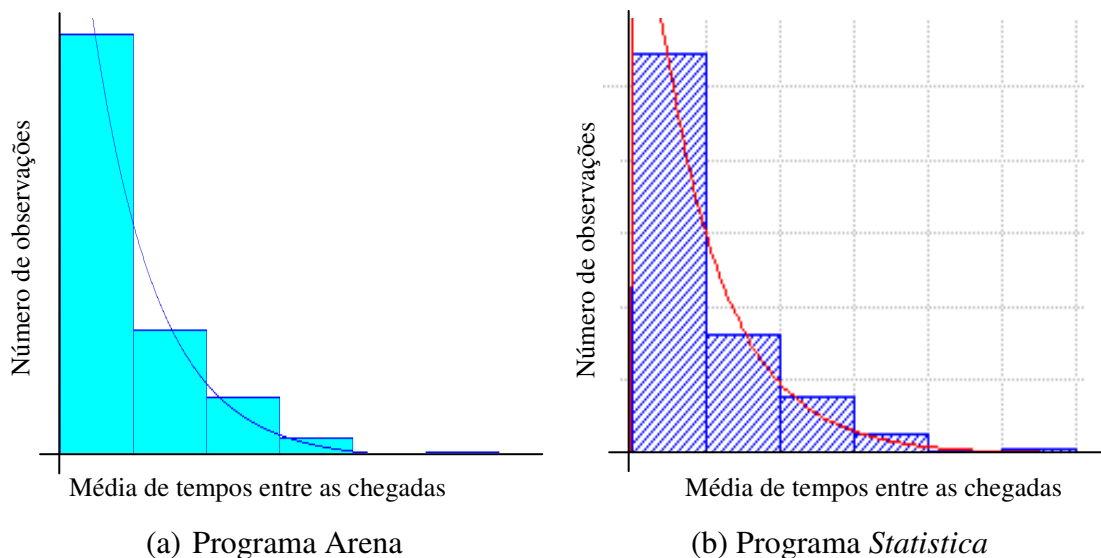 Número de observações
Média de tempos entre as chegadas
(a) Programa Arena
Número de observações
Média de tempos entre as chegadas
(b) Programa Statistica